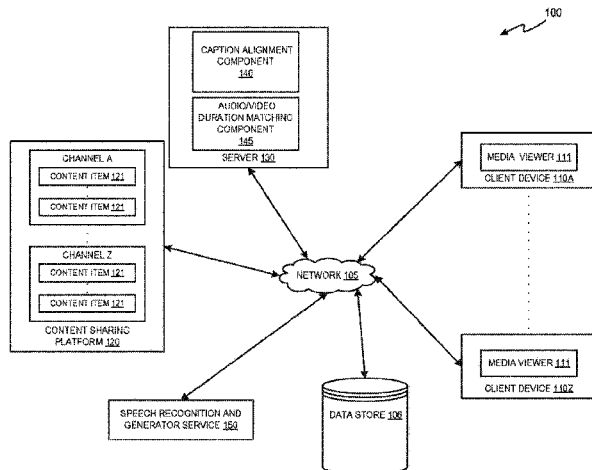 100
CAPTION ALIGNMENT
COMPONENT
140
AUDIO/VIDEO
DURATION MATCHING
COMPONENT
145
SERVER 130
CHANNEL A
CONTENT ITEM 121
CONTENT ITEM 121
CHANNEL Z
CONTENT ITEM 121
CONTENT ITEM 121
CONTENT SHARING
PLATFORM 120
MEDIA VIEWER 111
CLIENT DEVICE 110A
NETWORK 105
MEDIA VIEWER 111
CLIENT DEVICE 110Z
SPEECH RECOGNITION AND
GENERATOR SERVICE 150
DATA STORE 106